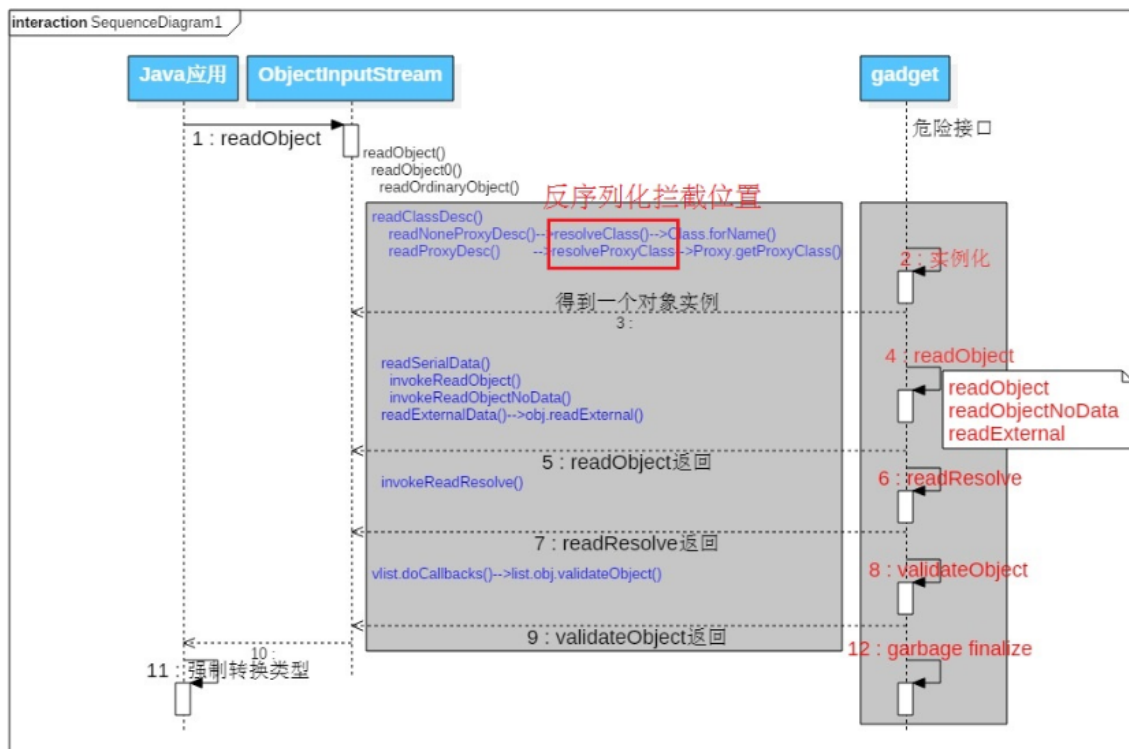 interaction SequenceDiagram1
Java应用
ObjectInputStream
gadget
危险接口
1 : readObject
readObject()
readObject0()
readOrdinaryObject()
反序列化拦截位置
readClassDesc()
readNoneProxyDesc()-->resolveClass()-->Class.forName()
readProxyDesc() -->resolveProxyClass-->Proxy.getProxyClass()
2 : 实例化
得到一个对象实例
3 :
4 : readObject
readSerialData()
invokeReadObject()
invokeReadObjectNoData()
readExternalData()-->obj.readExternal()
readObject
readObjectNoData
readExternal
5 : readObject返回
6 : readResolve
invokeReadResolve()
7 : readResolve返回
8 : validateObject
vlist.doCallbacks()-->list.obj.validateObject()
9 : validateObject返回
10 :
12 : garbage finalize
11 : 强制转换类型